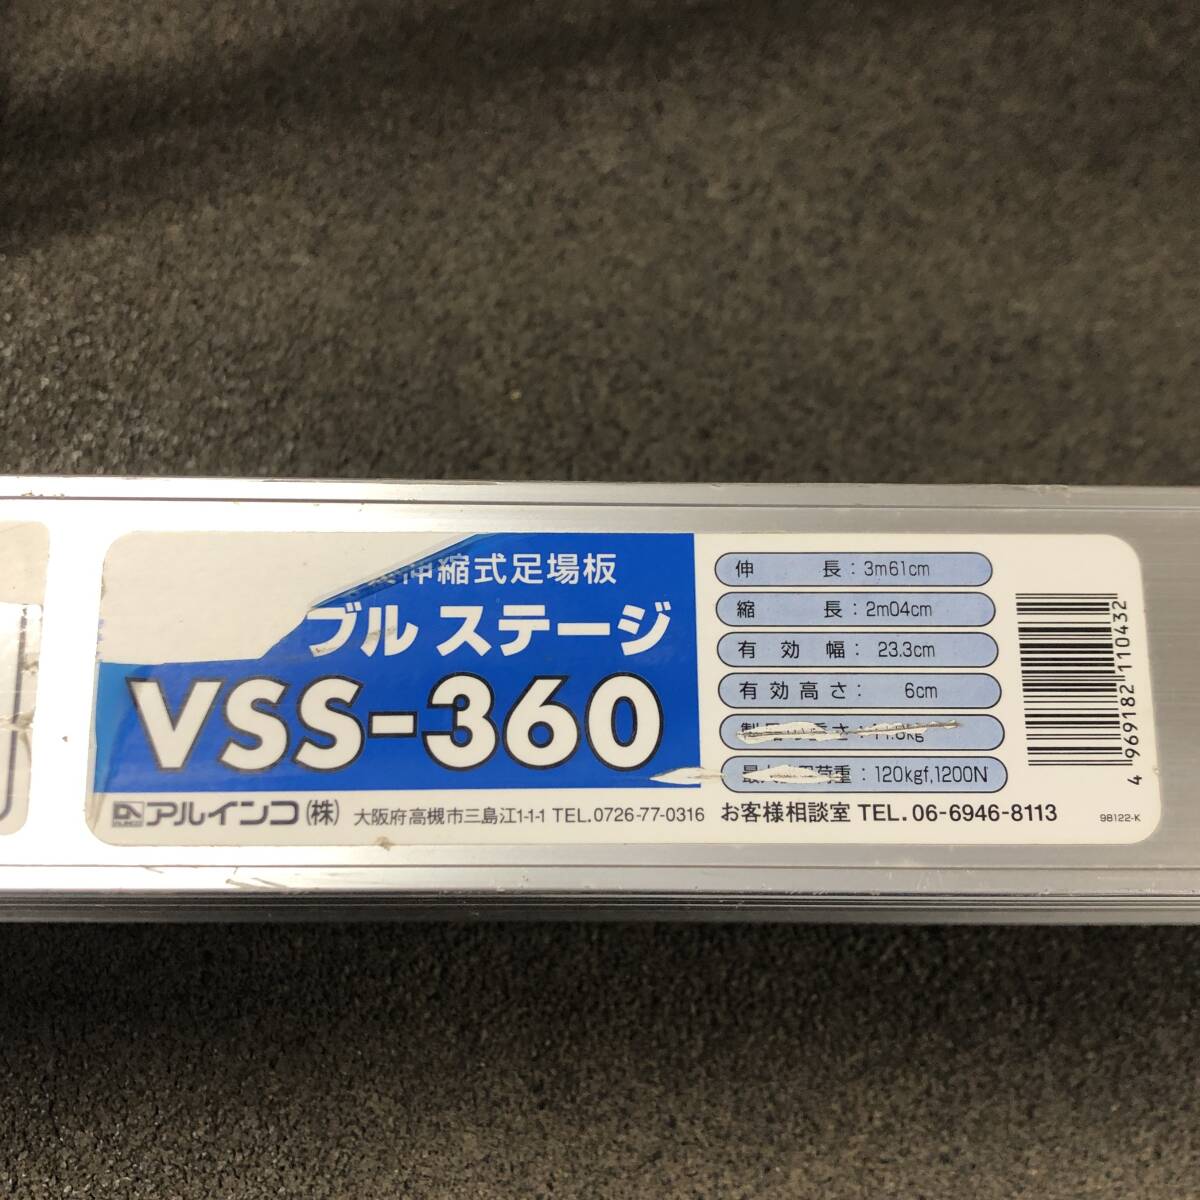 伸縮式足場板
ブル ステージ
VSS-360
伸 長 : 3m61cm
縮 長 : 2m04cm
有 効 幅 : 23.3cm
有効高さ : 6cm
荷重 : 120kgf,1200N
4 969182 110432
アルインコ(株) 大阪府高槻市三島江1-1-1 TEL.0726-77-0316 お客様相談室 TEL. 06-6946-8113
98122-K